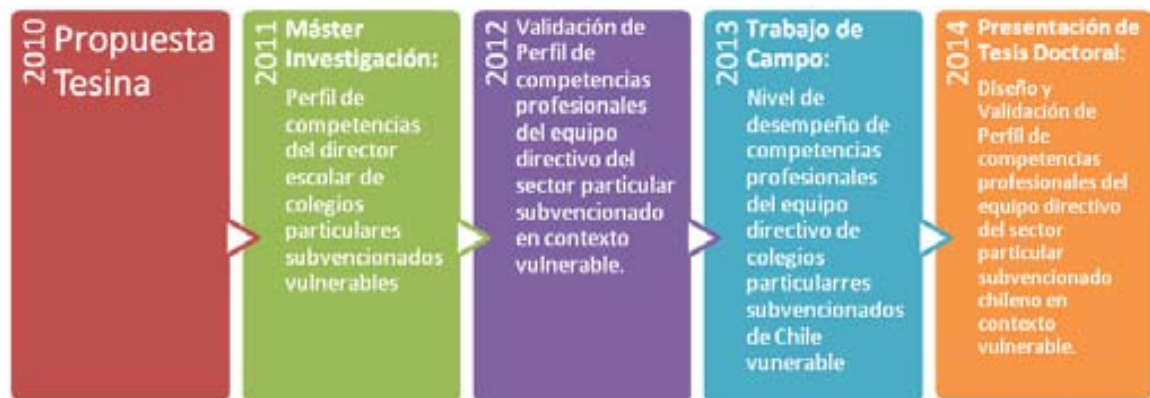 2010
Propuesta
Tesina
2011
Máster
Investigación:
Perfil de
competencias
del director
escolar de
colegios
particulares
subvencionados
vulnerables
2012
Validación de
Perfil de
competencias
profesionales
del equipo
directivo del
sector particular
subvencionado
en contexto
vulnerable.
2013
Trabajo de
Campo:
Nivel de
desempeño de
competencias
profesionales
del equipo
directivo de
colegios
particularres
subvencionados
de Chile
vunerable
2014
Presentación de
Tesis Doctoral:
Diseño y
Validación de
Perfil de
competencias
profesionales del
equipo directivo
del sector
particular
subvencionado
chileno en
contexto
vulnerable.